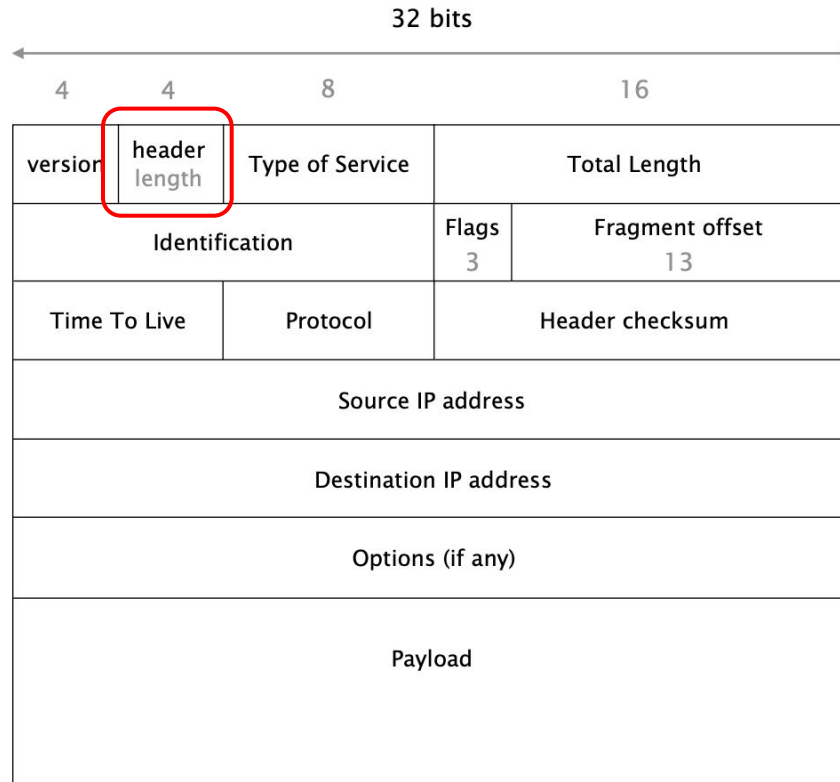 32 bits
4 4 8 16
version header length Type of Service Total Length
Identification Flags 3 Fragment offset 13
Time To Live Protocol Header checksum
Source IP address
Destination IP address
Options (if any)
Payload